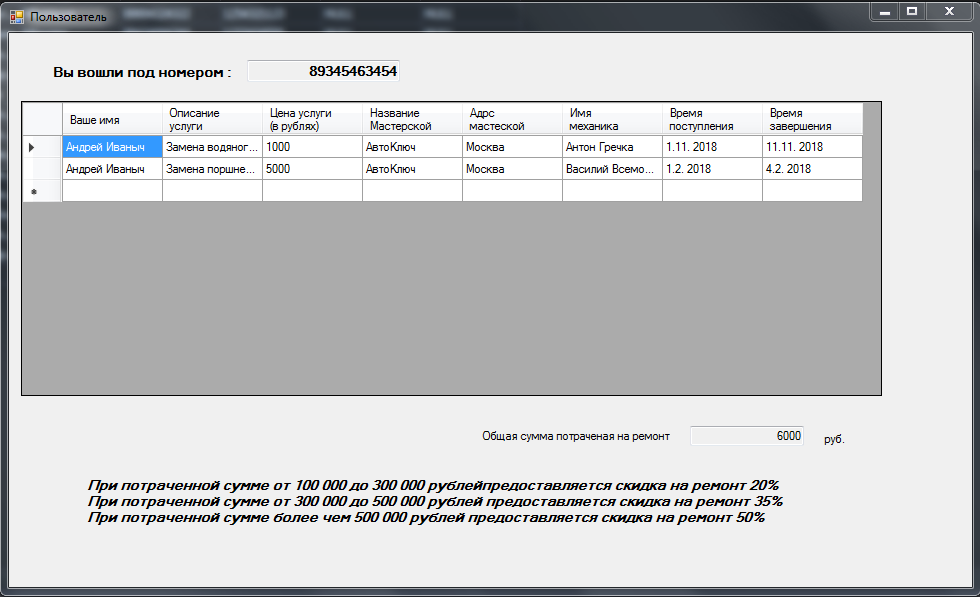 Пользователь
Вы вошли под номером : 89345463454
Ваше имя Описание услуги Цена услуги (в рублях) Название Мастерской Адрс мастеской Имя механика Время поступления Время завершения
Андрей Иваныч Замена водяног... 1000 АвтоКлюч Москва Антон Гречка 1.11. 2018 11.11. 2018
Андрей Иваныч Замена поршне... 5000 АвтоКлюч Москва Василий Всемо... 1.2. 2018 4.2. 2018
Общая сумма потраченая на ремонт 6000 руб.
При потраченной сумме от 100 000 до 300 000 рублейпредоставляется скидка на ремонт 20%
При потраченной сумме от 300 000 до 500 000 рублей предоставляется скидка на ремонт 35%
При потраченной сумме более чем 500 000 рублей предоставляется скидка на ремонт 50%